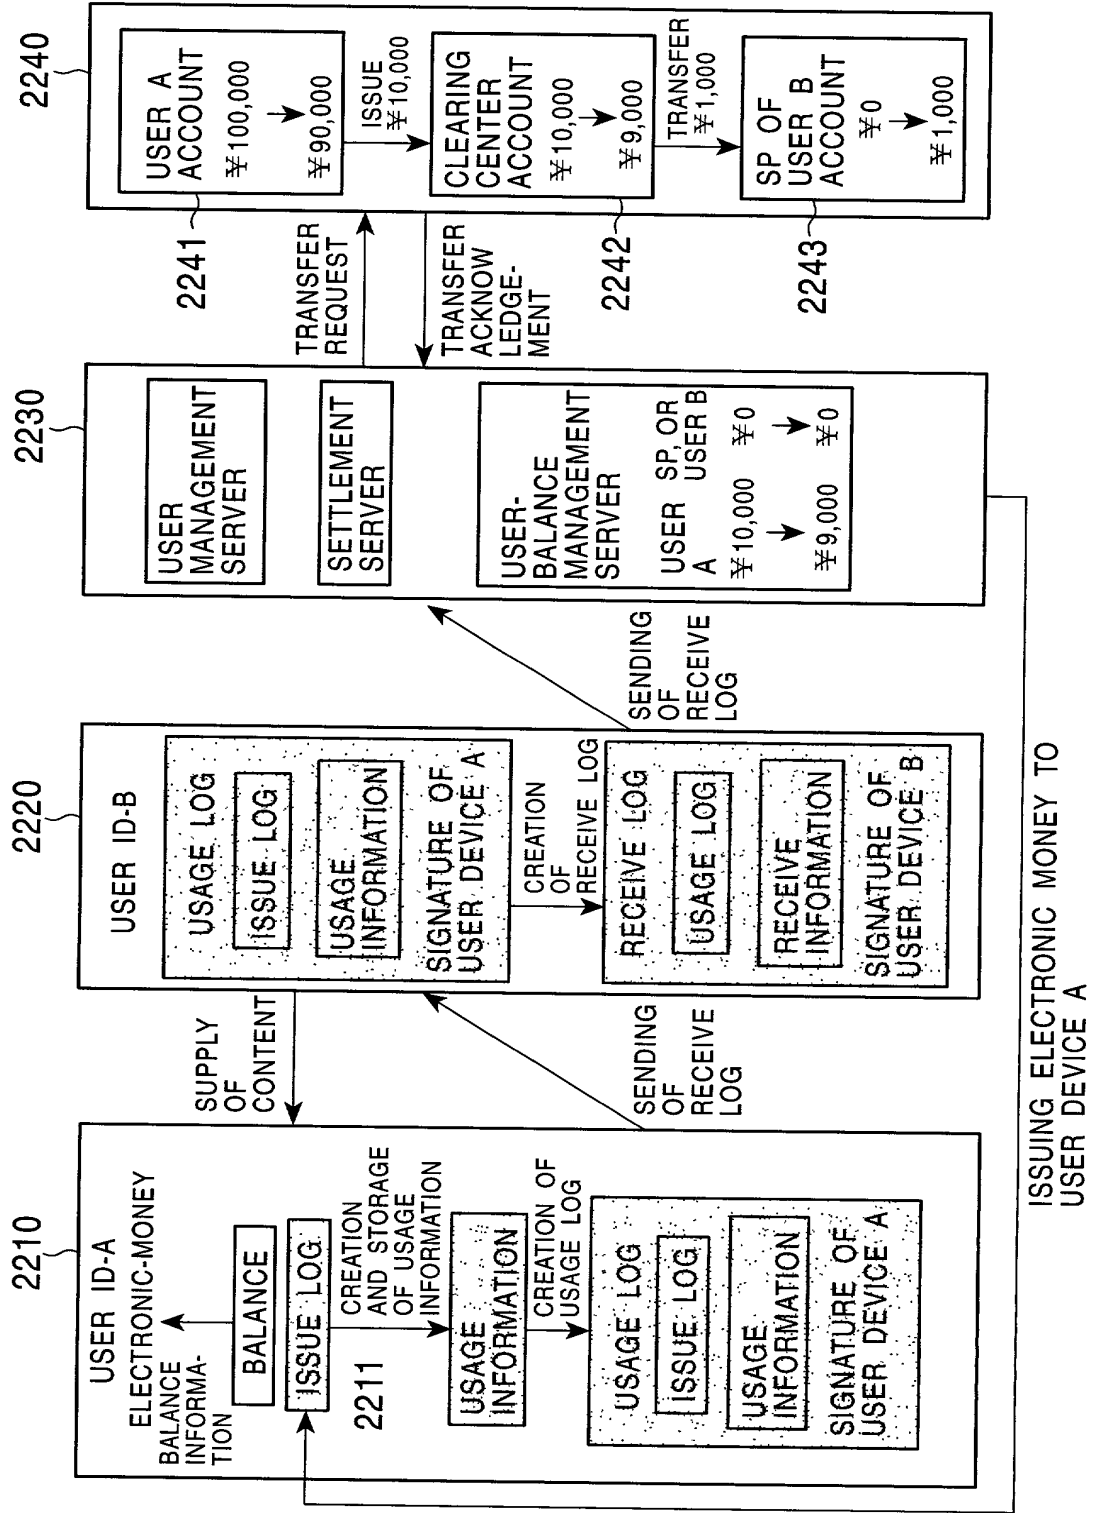 2210
USER ID-A
ELECTRONIC-MONEY
BALANCE
INFORMA-
TION
BALANCE
ISSUE LOG
2211
CREATION
AND STORAGE
OF USAGE
INFORMATION
USAGE
INFORMATION
CREATION OF
USAGE LOG
USAGE LOG
ISSUE LOG
USAGE
INFORMATION
SIGNATURE OF
USER DEVICE A
SUPPLY
OF
CONTENT
SENDING
OF
RECEIVE
LOG
2220
USER ID-B
USAGE LOG
ISSUE LOG
USAGE
INFORMATION
SIGNATURE OF
USER DEVICE A
CREATION
OF
RECEIVE LOG
RECEIVE LOG
USAGE LOG
RECEIVE
INFORMATION
SIGNATURE OF
USER DEVICE B
SENDING
OF
RECEIVE
LOG
2230
USER
MANAGEMENT
SERVER
SETTLEMENT
SERVER
USER-
BALANCE
MANAGEMENT
SERVER
USER A
SP, OR
USER B
¥10,000
¥0
¥9,000
¥0
TRANSFER
REQUEST
TRANSFER
ACKNOW
LEDGE-
MENT
2240
USER A
ACCOUNT
¥100,000
¥90,000
2241
ISSUE
¥10,000
CLEARING
CENTER
ACCOUNT
¥10,000
¥9,000
2242
TRANSFER
¥1,000
SP OF
USER B
ACCOUNT
¥0
¥1,000
2243
ISSUING ELECTRONIC MONEY TO
USER DEVICE A